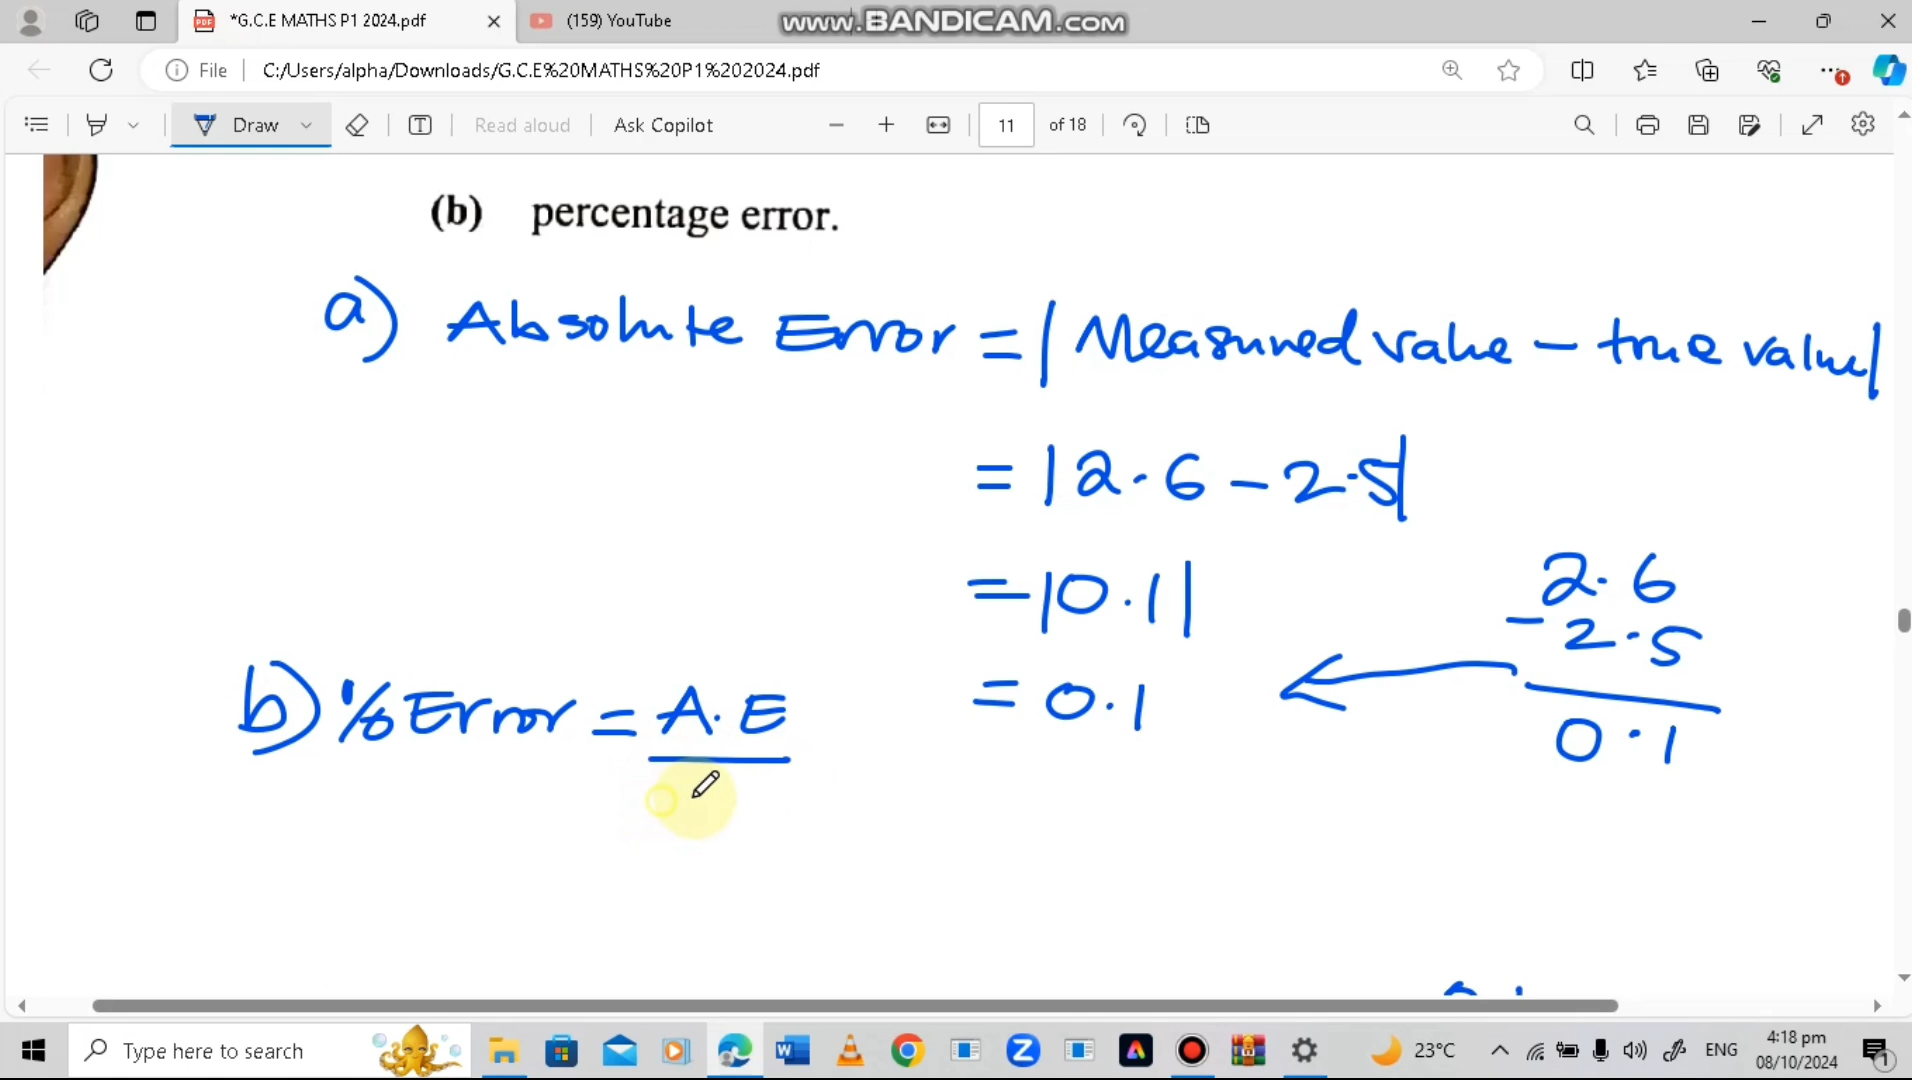 *G.C.E MATHS P1 2024.pdf
(159) YouTube
www.BANDICAM.com
File
C:/Users/alpha/Downloads/G.C.E%20MATHS%20P1%202024.pdf
Draw
Read aloud
Ask Copilot
11
of 18
(b) percentage error.
a) Absolute Error = | Measured value - true value |
= | 2.6 - 2.5 |
= | 0.1 |
= 0.1
2.6
- 2.5
0.1
b) % Error = A.E
Type here to search
23°C
ENG
4:18 pm
08/10/2024
1